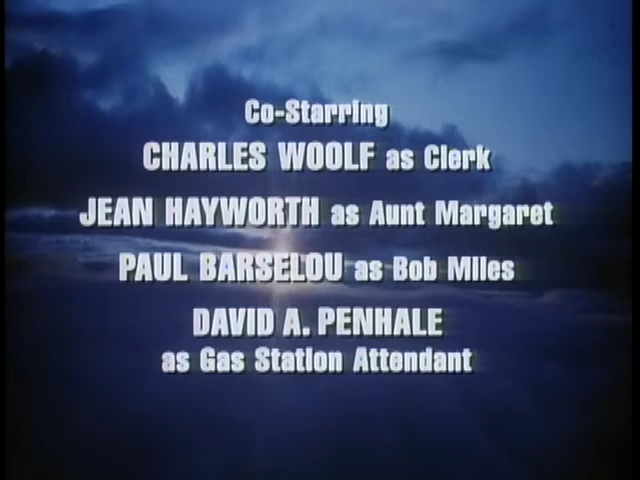 Co-Starring
CHARLES WOOLF as Clerk
JEAN HAYWORTH as Aunt Margaret
PAUL BARSELOU as Bob Miles
DAVID A. PENHALE
as Gas Station Attendant